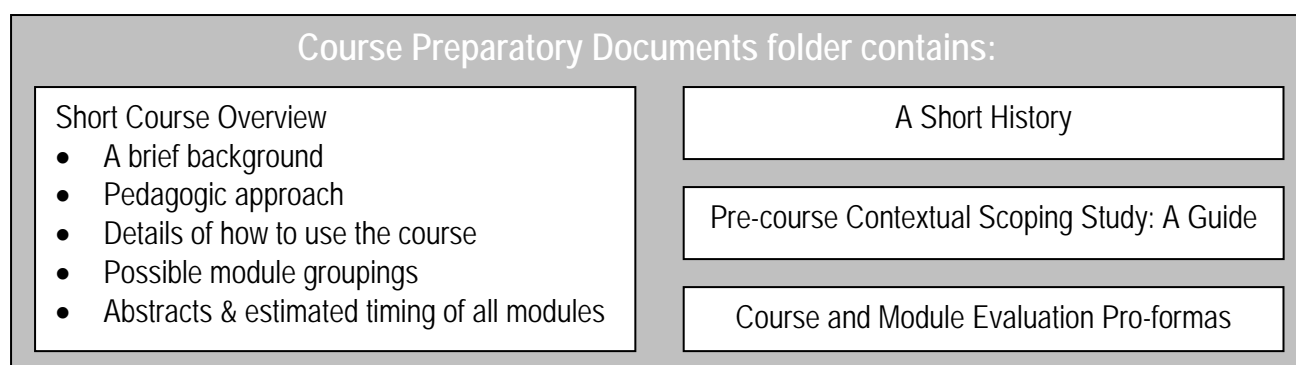 Course Preparatory Documents folder contains:
Short Course Overview
• A brief background
• Pedagogic approach
• Details of how to use the course
• Possible module groupings
• Abstracts & estimated timing of all modules
A Short History
Pre-course Contextual Scoping Study: A Guide
Course and Module Evaluation Pro-formas